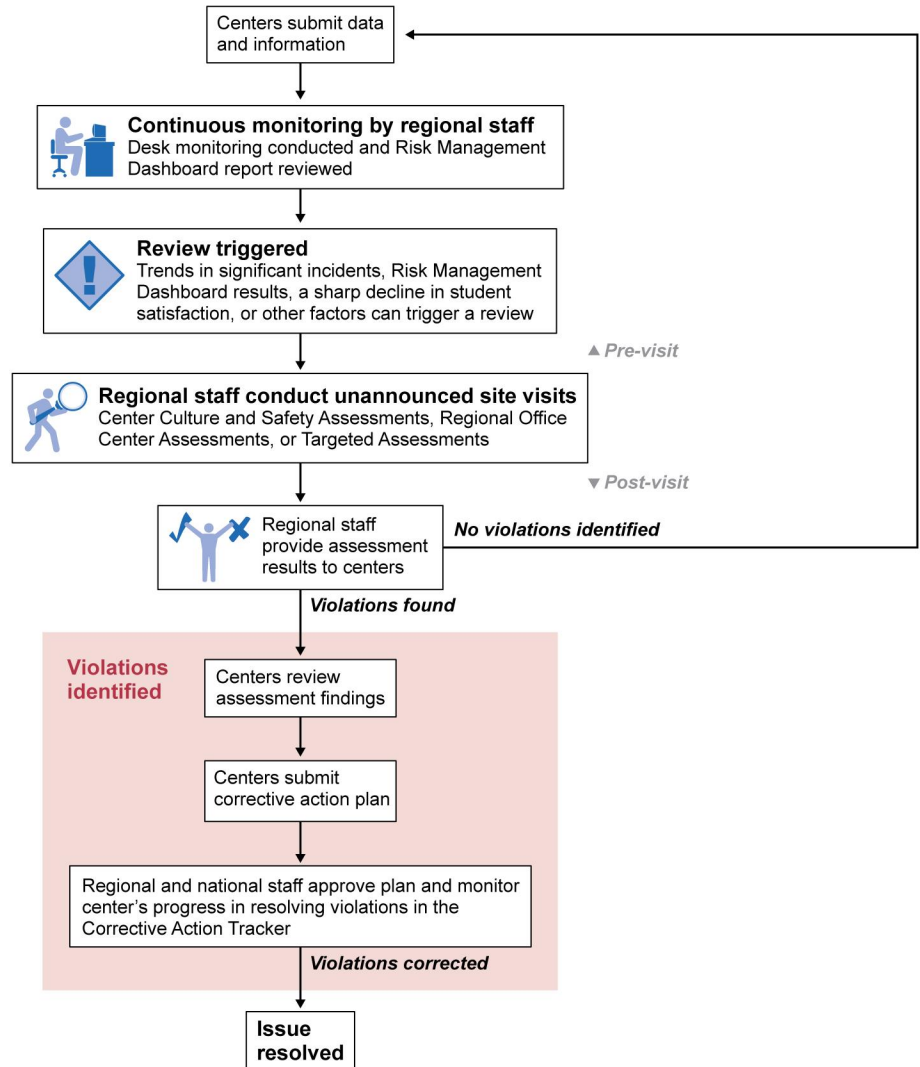 Centers submit data
and information
Continuous monitoring by regional staff
Desk monitoring conducted and Risk Management
Dashboard report reviewed
Review triggered
Trends in significant incidents, Risk Management
Dashboard results, a sharp decline in student
satisfaction, or other factors can trigger a review
Pre-visit
Regional staff conduct unannounced site visits
Center Culture and Safety Assessments, Regional Office
Center Assessments, or Targeted Assessments
Post-visit
Regional staff
provide assessment
results to centers
No violations identified
Violations found
Violations
identified
Centers review
assessment findings
Centers submit
corrective action plan
Regional and national staff approve plan and monitor
center’s progress in resolving violations in the
Corrective Action Tracker
Violations corrected
Issue
resolved